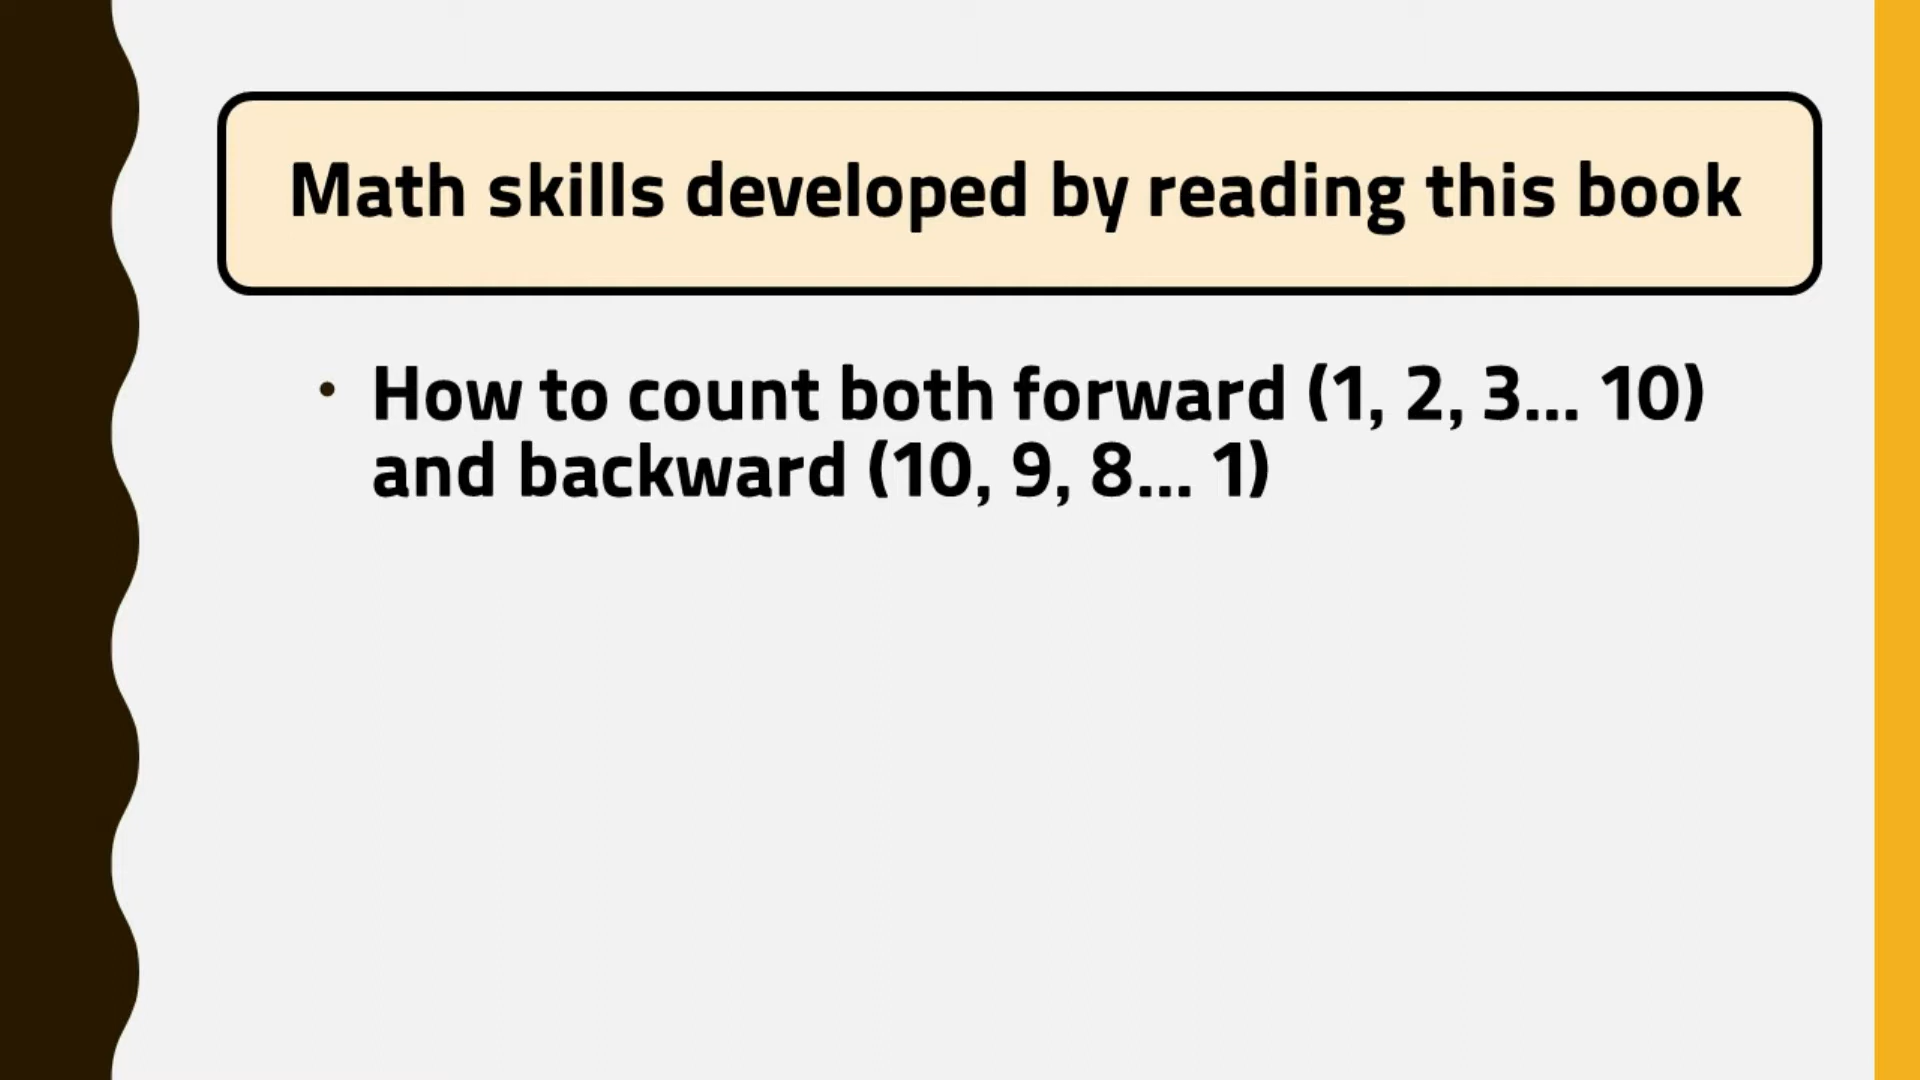 Math skills developed by reading this book
• How to count both forward (1, 2, 3... 10)
and backward (10, 9, 8... 1)